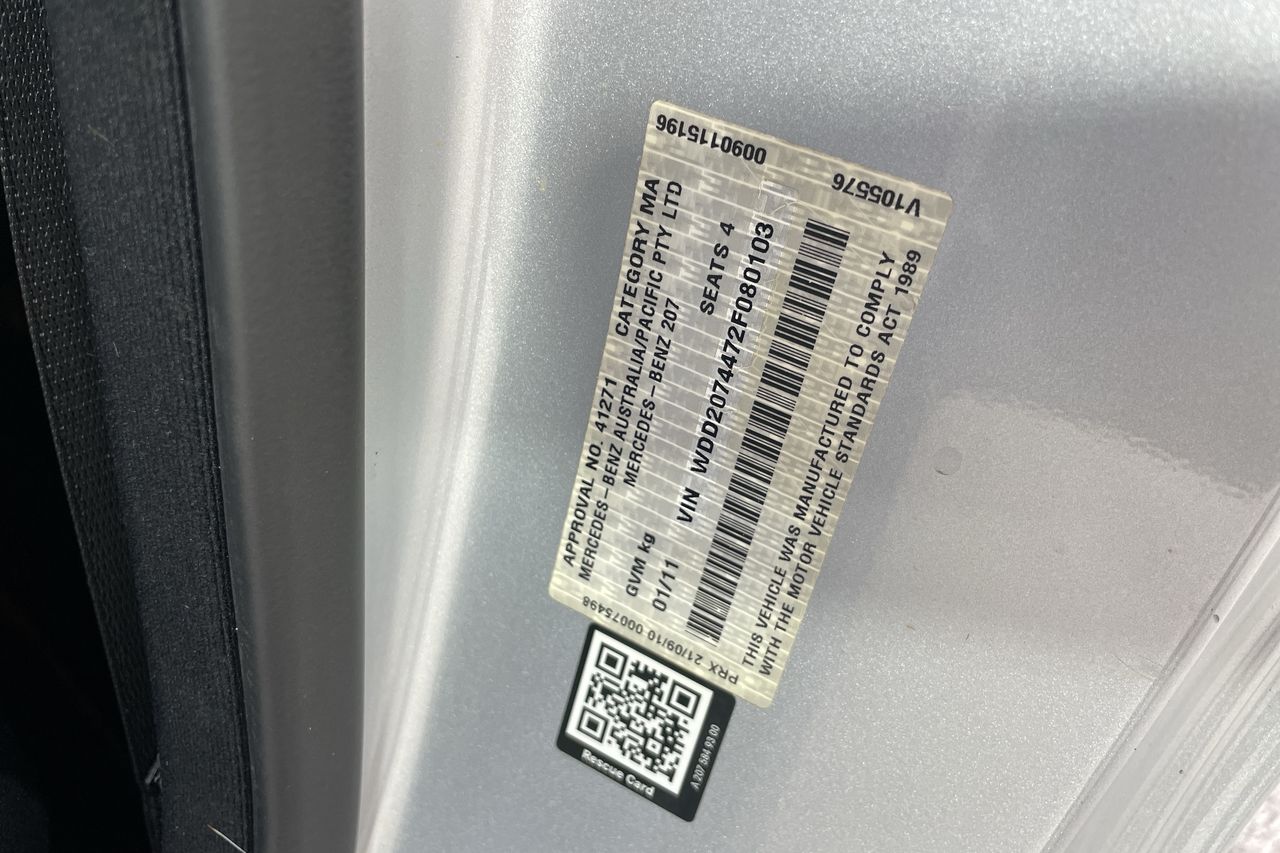 APPROVAL NO. 41271 CATEGORY MA
MERCEDES-BENZ AUSTRALIA/PACIFIC PTY LTD
MERCEDES-BENZ 207
GVM kg SEATS 4
01/11 VIN WDD2074472F080103
THIS VEHICLE WAS MANUFACTURED TO COMPLY
WITH THE MOTOR VEHICLE STANDARDS ACT 1989
0090115196
V105576
PRX 21/09/10 00075498
Rescue Card
A 207 584 93 00